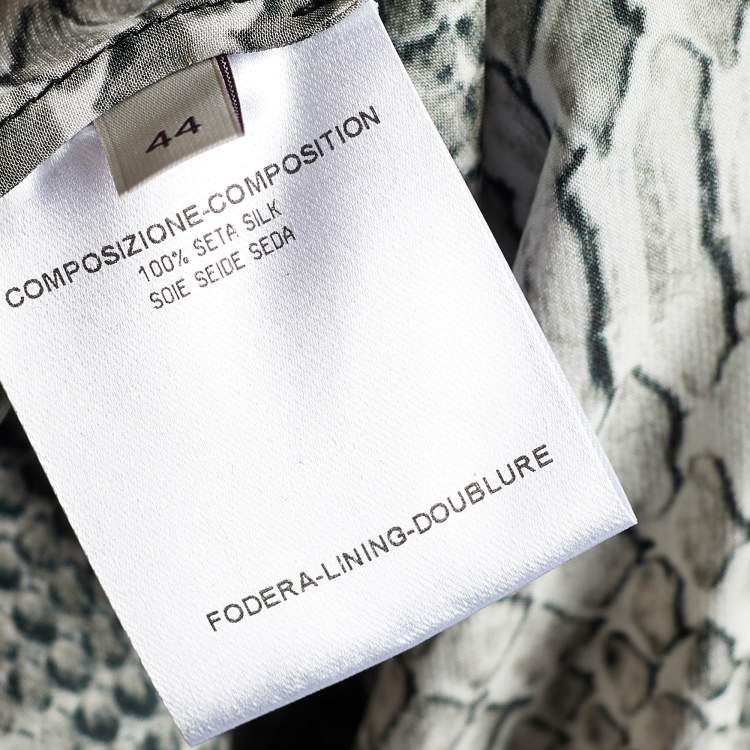 44
COMPOSIZIONE-COMPOSITION
100% SETA SILK
SOIE SEIDE SEDA
FODERA-LINING-DOUBLURE